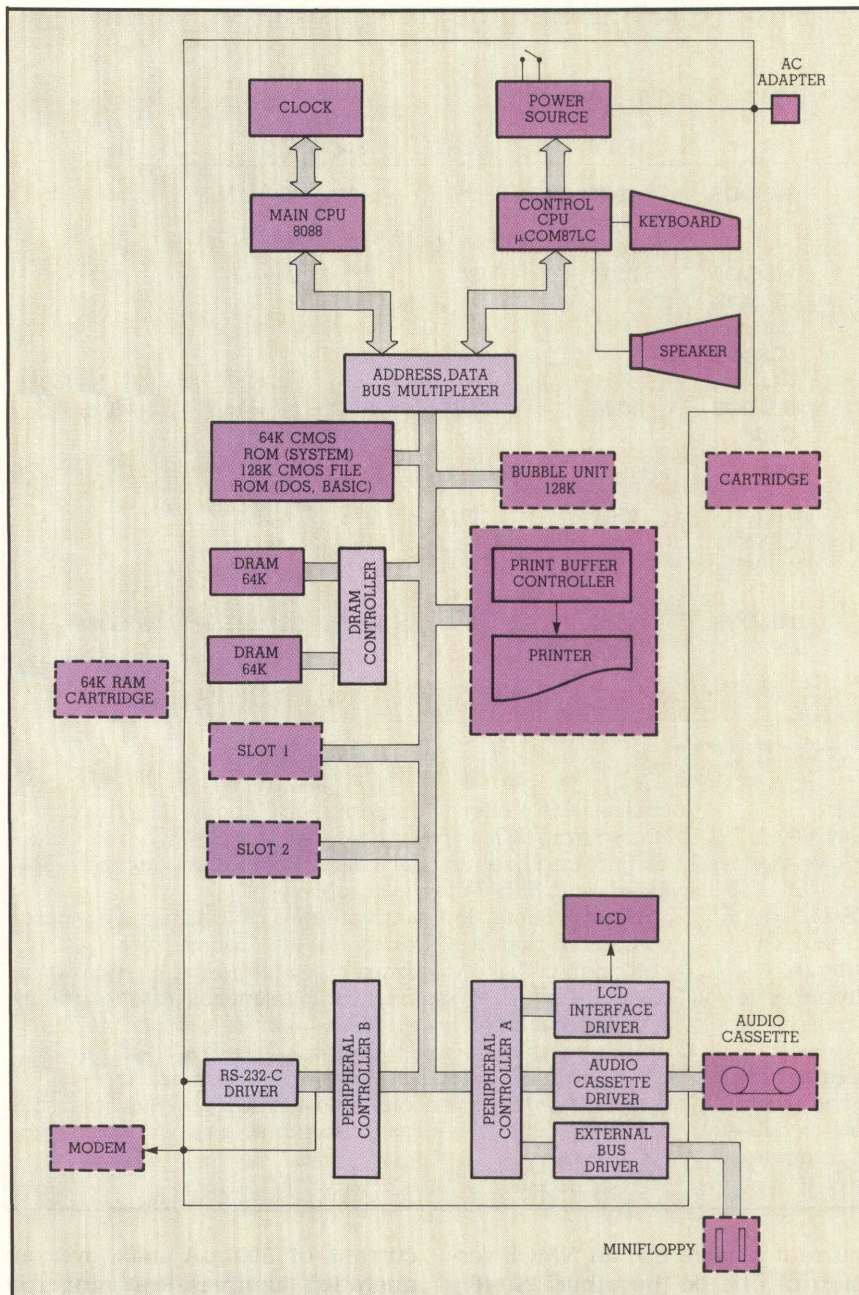 AC
ADAPTER
CLOCK
POWER
SOURCE
MAIN CPU
8088
CONTROL
CPU
μCOM87LC
KEYBOARD
SPEAKER
ADDRESS,DATA
BUS MULTIPLEXER
64K CMOS
ROM (SYSTEM)
128K CMOS FILE
ROM (DOS, BASIC)
BUBBLE UNIT
128K
CARTRIDGE
DRAM
64K
DRAM
CONTROLLER
PRINT BUFFER
CONTROLLER
DRAM
64K
PRINTER
64K RAM
CARTRIDGE
SLOT 1
SLOT 2
LCD
LCD
INTERFACE
DRIVER
PERIPHERAL
CONTROLLER B
PERIPHERAL
CONTROLLER A
AUDIO
CASSETTE
RS-232-C
DRIVER
AUDIO
CASSETTE
DRIVER
MODEM
EXTERNAL
BUS
DRIVER
MINIFLOPPY